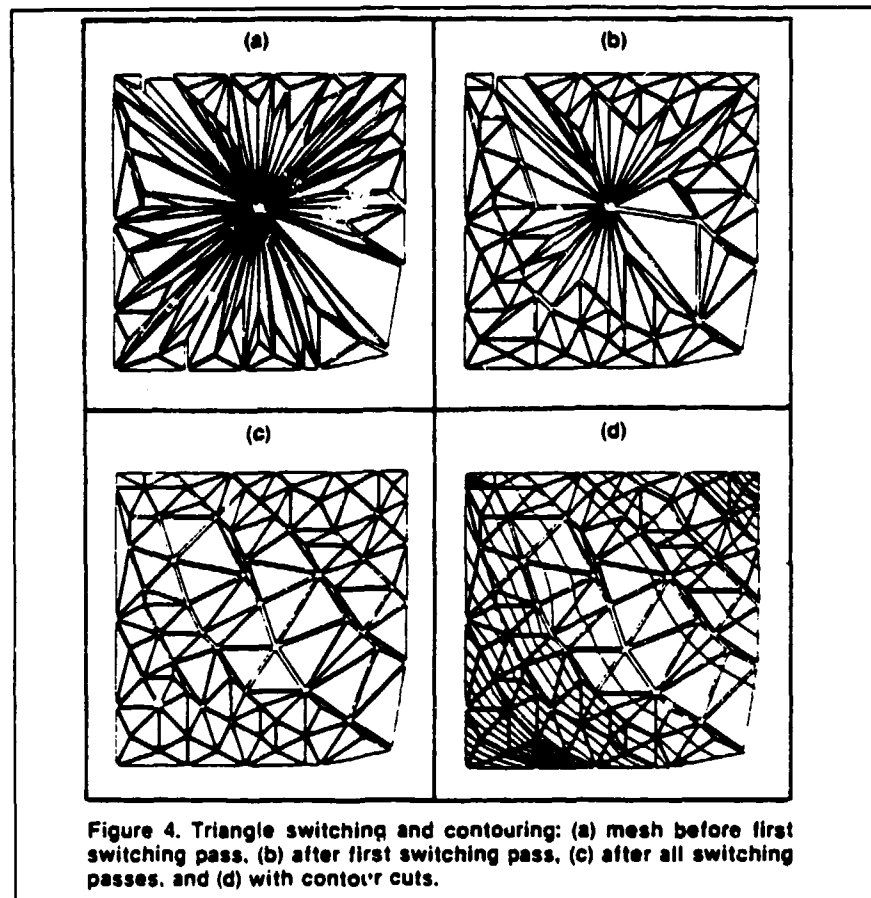 (a)
(b)
(c)
(d)
Figure 4. Triangle switching and contouring: (a) mesh before first
switching pass, (b) after first switching pass, (c) after all switching
passes, and (d) with contour cuts.